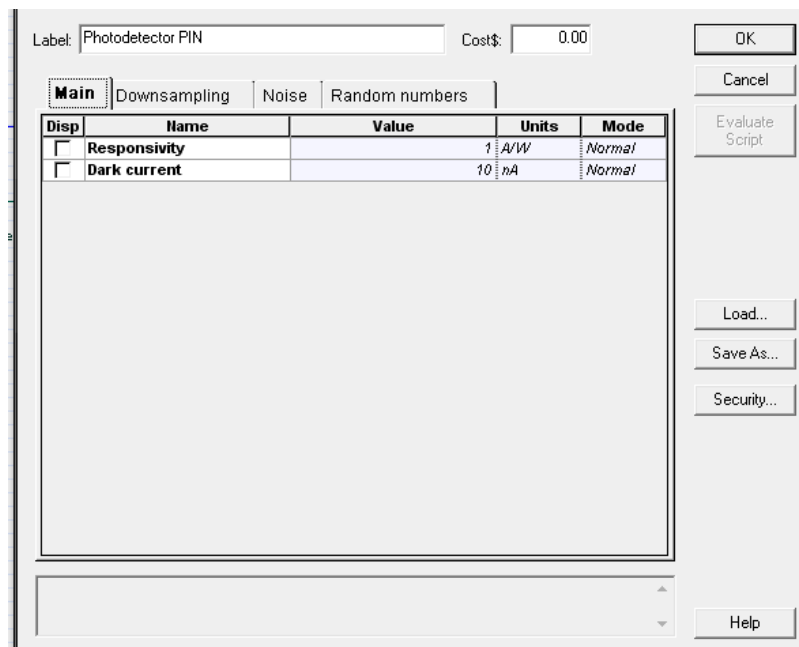 Label: Photodetector PIN Cost$: 0.00
OK
Cancel
Evaluate
Script
Main Downsampling Noise Random numbers
Disp Name Value Units Mode
Responsivity 1 A/W Normal
Dark current 10 nA Normal
Load...
Save As...
Security...
Help